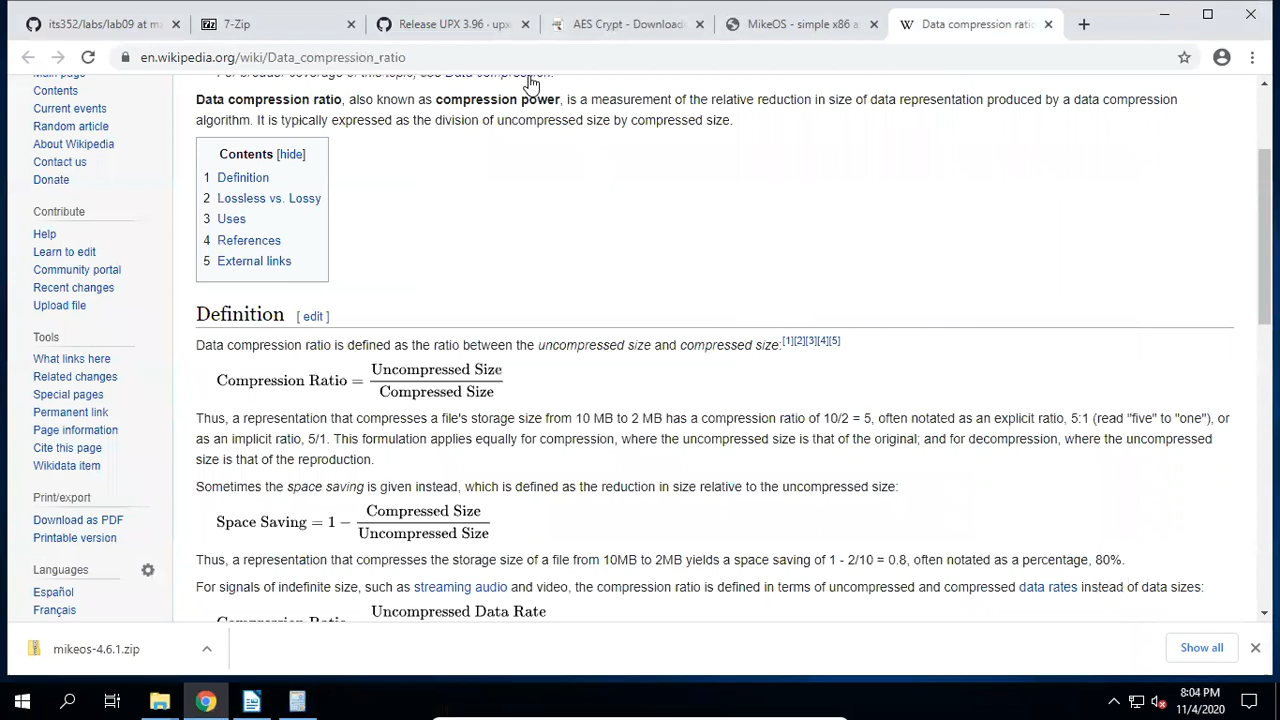 its352/labs/lab09 at ma
7-Zip
Release UPX 3.96 · upx
AES Crypt - Download
MikeOS - simple x86 a
Data compression ratio
en.wikipedia.org/wiki/Data_compression_ratio
Main page
Contents
Current events
Random article
About Wikipedia
Contact us
Donate
Contribute
Help
Learn to edit
Community portal
Recent changes
Upload file
Tools
What links here
Related changes
Special pages
Permanent link
Page information
Cite this page
Wikidata item
Print/export
Download as PDF
Printable version
Languages
Español
Français
For broader coverage of this topic, see Data compression.
Data compression ratio, also known as compression power, is a measurement of the relative reduction in size of data representation produced by a data compression
algorithm. It is typically expressed as the division of uncompressed size by compressed size.
Contents [hide]
1 Definition
2 Lossless vs. Lossy
3 Uses
4 References
5 External links
Definition [ edit ]
Data compression ratio is defined as the ratio between the uncompressed size and compressed size:[1][2][3][4][5]
Compression Ratio = Uncompressed Size
Compressed Size
Thus, a representation that compresses a file's storage size from 10 MB to 2 MB has a compression ratio of 10/2 = 5, often notated as an explicit ratio, 5:1 (read "five" to "one"), or
as an implicit ratio, 5/1. This formulation applies equally for compression, where the uncompressed size is that of the original; and for decompression, where the uncompressed
size is that of the reproduction.
Sometimes the space saving is given instead, which is defined as the reduction in size relative to the uncompressed size:
Space Saving = 1 − Compressed Size
Uncompressed Size
Thus, a representation that compresses the storage size of a file from 10MB to 2MB yields a space saving of 1 - 2/10 = 0.8, often notated as a percentage, 80%.
For signals of indefinite size, such as streaming audio and video, the compression ratio is defined in terms of uncompressed and compressed data rates instead of data sizes:
Compression Ratio Uncompressed Data Rate
mikeos-4.6.1.zip
Show all
8:04 PM
11/4/2020